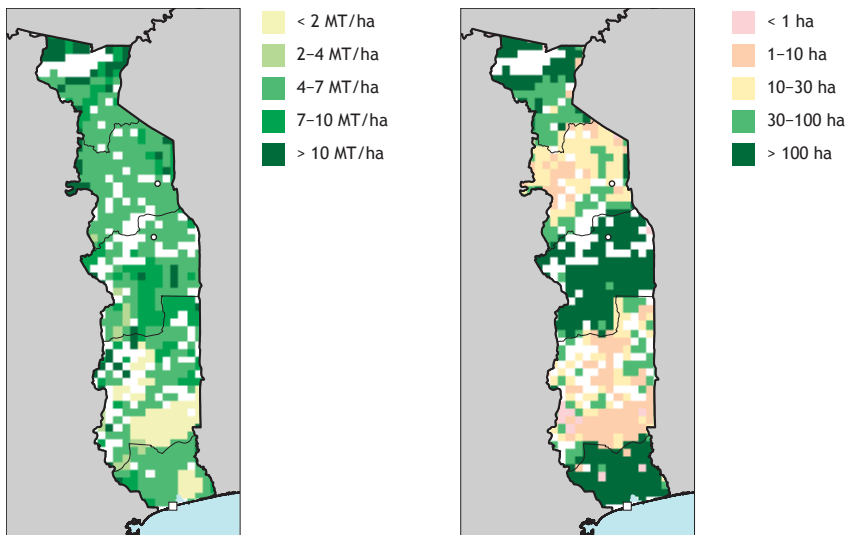 < 2 MT/ha
2–4 MT/ha
4–7 MT/ha
7–10 MT/ha
> 10 MT/ha
< 1 ha
1–10 ha
10–30 ha
30–100 ha
> 100 ha